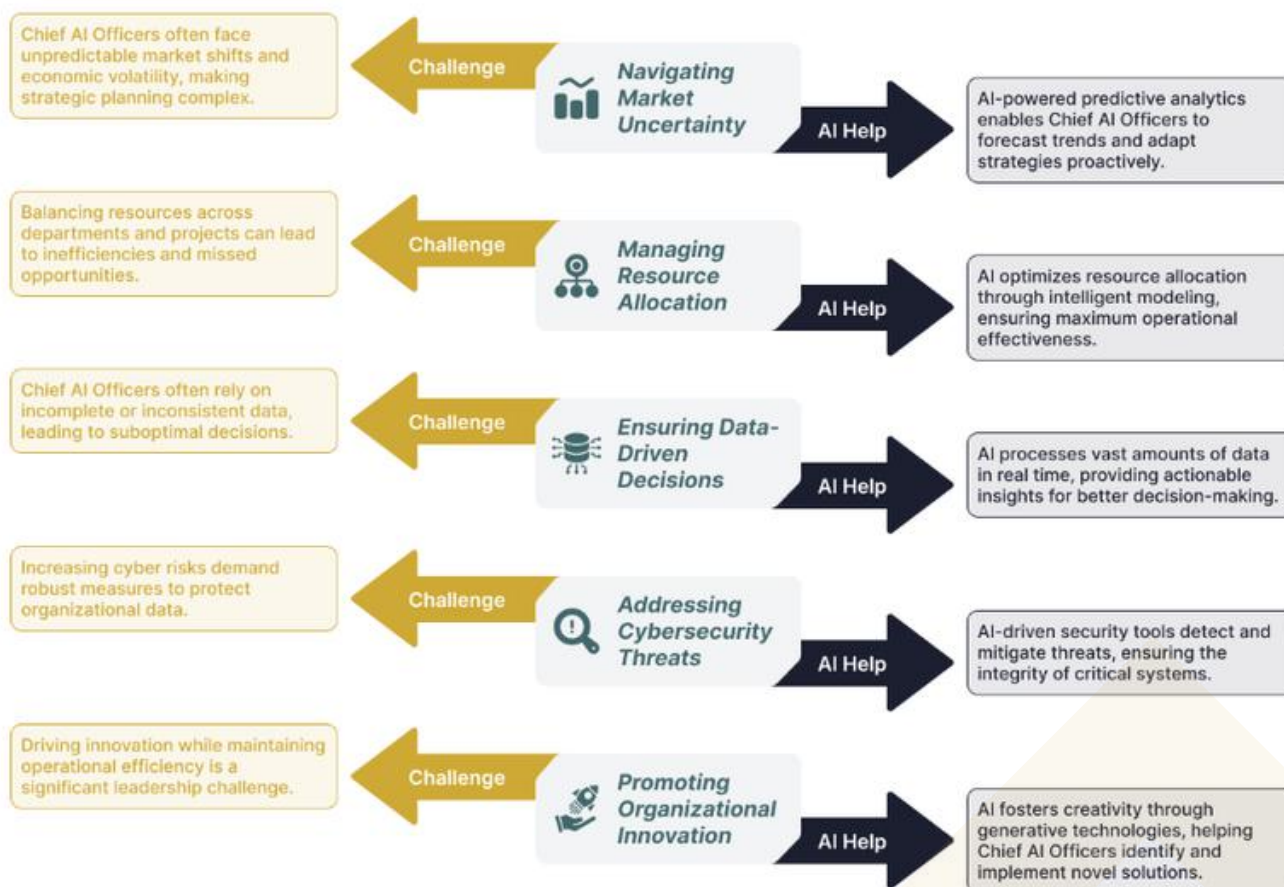 Chief AI Officers often face
unpredictable market shifts and
economic volatility, making
strategic planning complex.
Challenge
Navigating
Market
Uncertainty
AI Help
AI-powered predictive analytics
enables Chief AI Officers to
forecast trends and adapt
strategies proactively.
Balancing resources across
departments and projects can lead
to inefficiencies and missed
opportunities.
Challenge
Managing
Resource
Allocation
AI Help
AI optimizes resource allocation
through intelligent modeling,
ensuring maximum operational
effectiveness.
Chief AI Officers often rely on
incomplete or inconsistent data,
leading to suboptimal decisions.
Challenge
Ensuring Data-
Driven
Decisions
AI Help
AI processes vast amounts of data
in real time, providing actionable
insights for better decision-making.
Increasing cyber risks demand
robust measures to protect
organizational data.
Challenge
Addressing
Cybersecurity
Threats
AI Help
AI-driven security tools detect and
mitigate threats, ensuring the
integrity of critical systems.
Driving innovation while maintaining
operational efficiency is a
significant leadership challenge.
Challenge
Promoting
Organizational
Innovation
AI Help
AI fosters creativity through
generative technologies, helping
Chief AI Officers identify and
implement novel solutions.